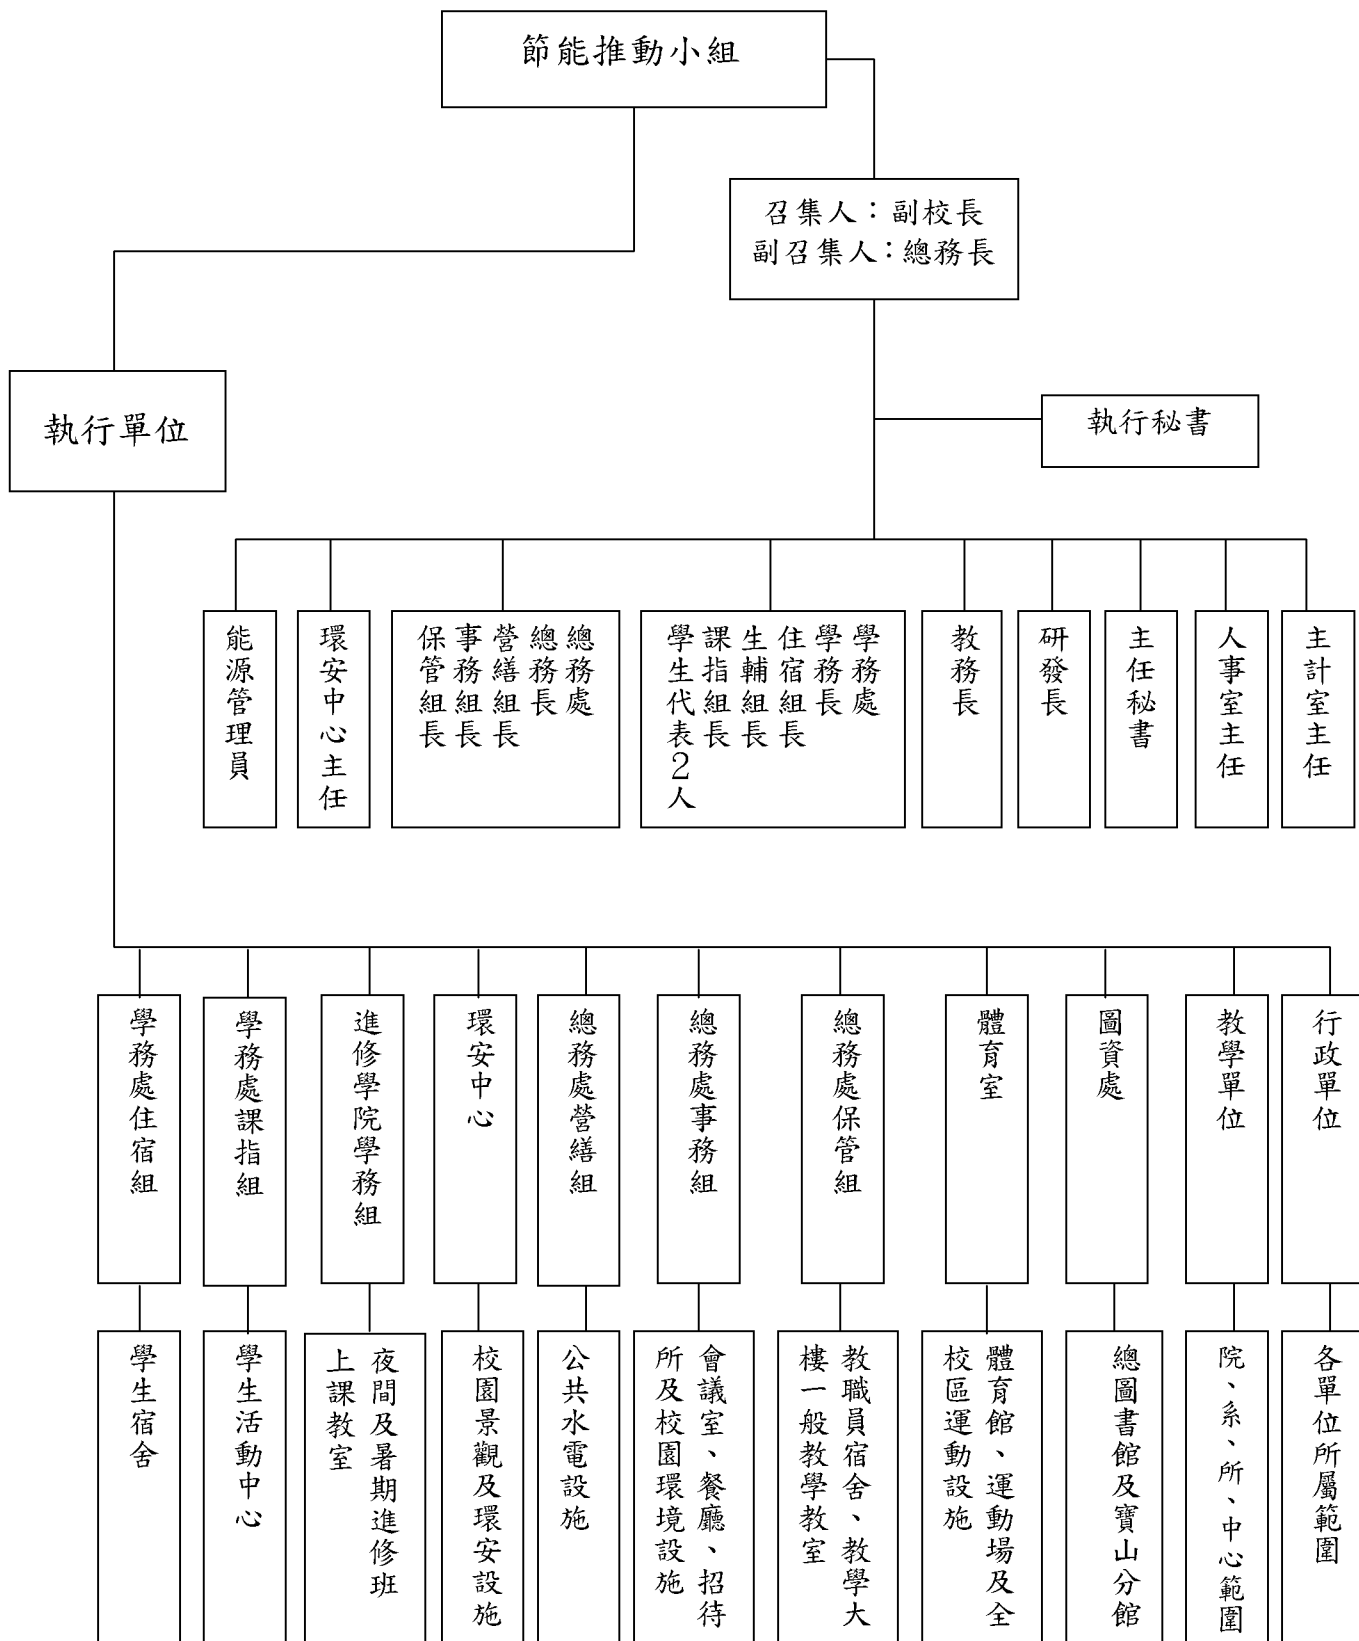 節能推動小組
召集人：副校長
副召集人：總務長
執行單位
執行秘書
能源管理員
環安中心主任
總務處
總務長
營繕組長
事務組長
保管組長
學務處
學務長
住宿組長
生輔組長
課指組長
學生代表2人
教務長
研發長
主任秘書
人事室主任
主計室主任
學務處住宿組
學務處課指組
進修學院學務組
環安中心
總務處營繕組
總務處事務組
總務處保管組
體育室
圖資處
教學單位
行政單位
學生宿舍
學生活動中心
夜間及暑期進修班
上課教室
校園景觀及環安設施
公共水電設施
會議室、餐廳、招待
所及校園環境設施
教職員宿舍、教學大
樓一般教學教室
體育館、運動場及全
校區運動設施
總圖書館及寶山分館
院、系、所、中心範圍
各單位所屬範圍